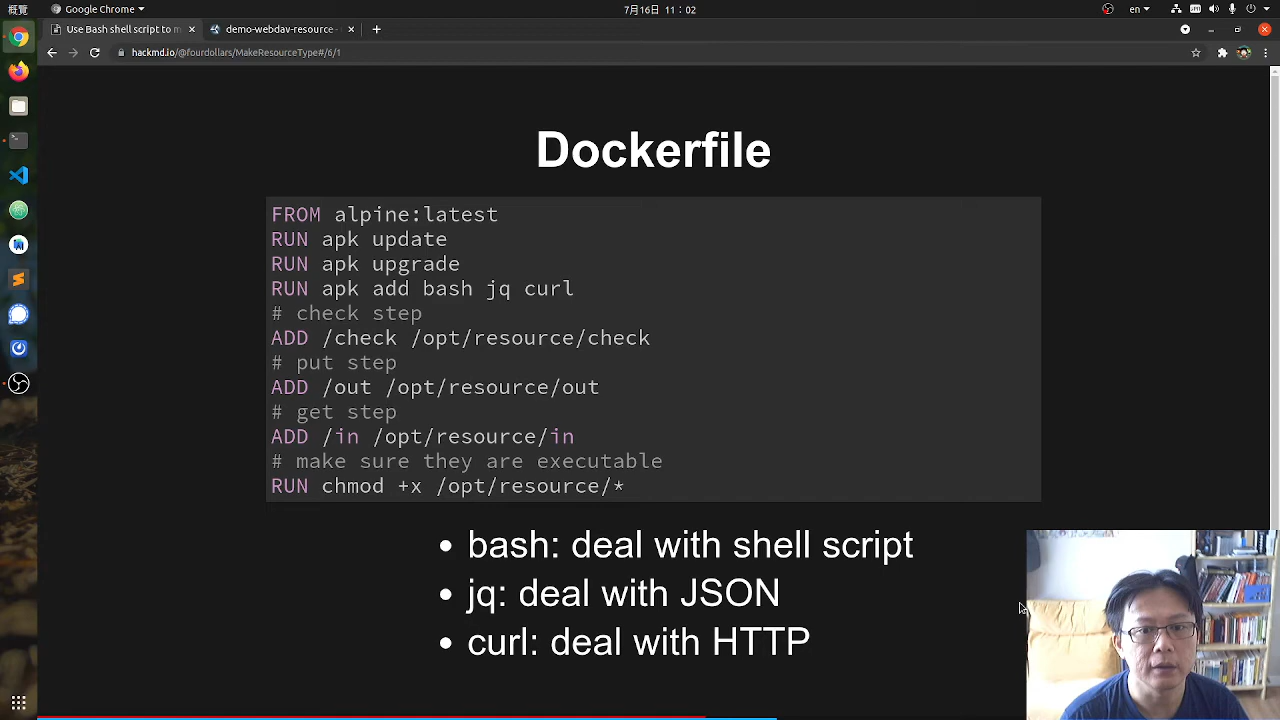 概覽
Google Chrome
7月16日 11:02
en
Use Bash shell script to m
demo-webdav-resource -
hackmd.io/@fourdollars/MakeResourceType#/6/1
Dockerfile
FROM alpine:latest
RUN apk update
RUN apk upgrade
RUN apk add bash jq curl
# check step
ADD /check /opt/resource/check
# put step
ADD /out /opt/resource/out
# get step
ADD /in /opt/resource/in
# make sure they are executable
RUN chmod +x /opt/resource/*
• bash: deal with shell script
• jq: deal with JSON
• curl: deal with HTTP